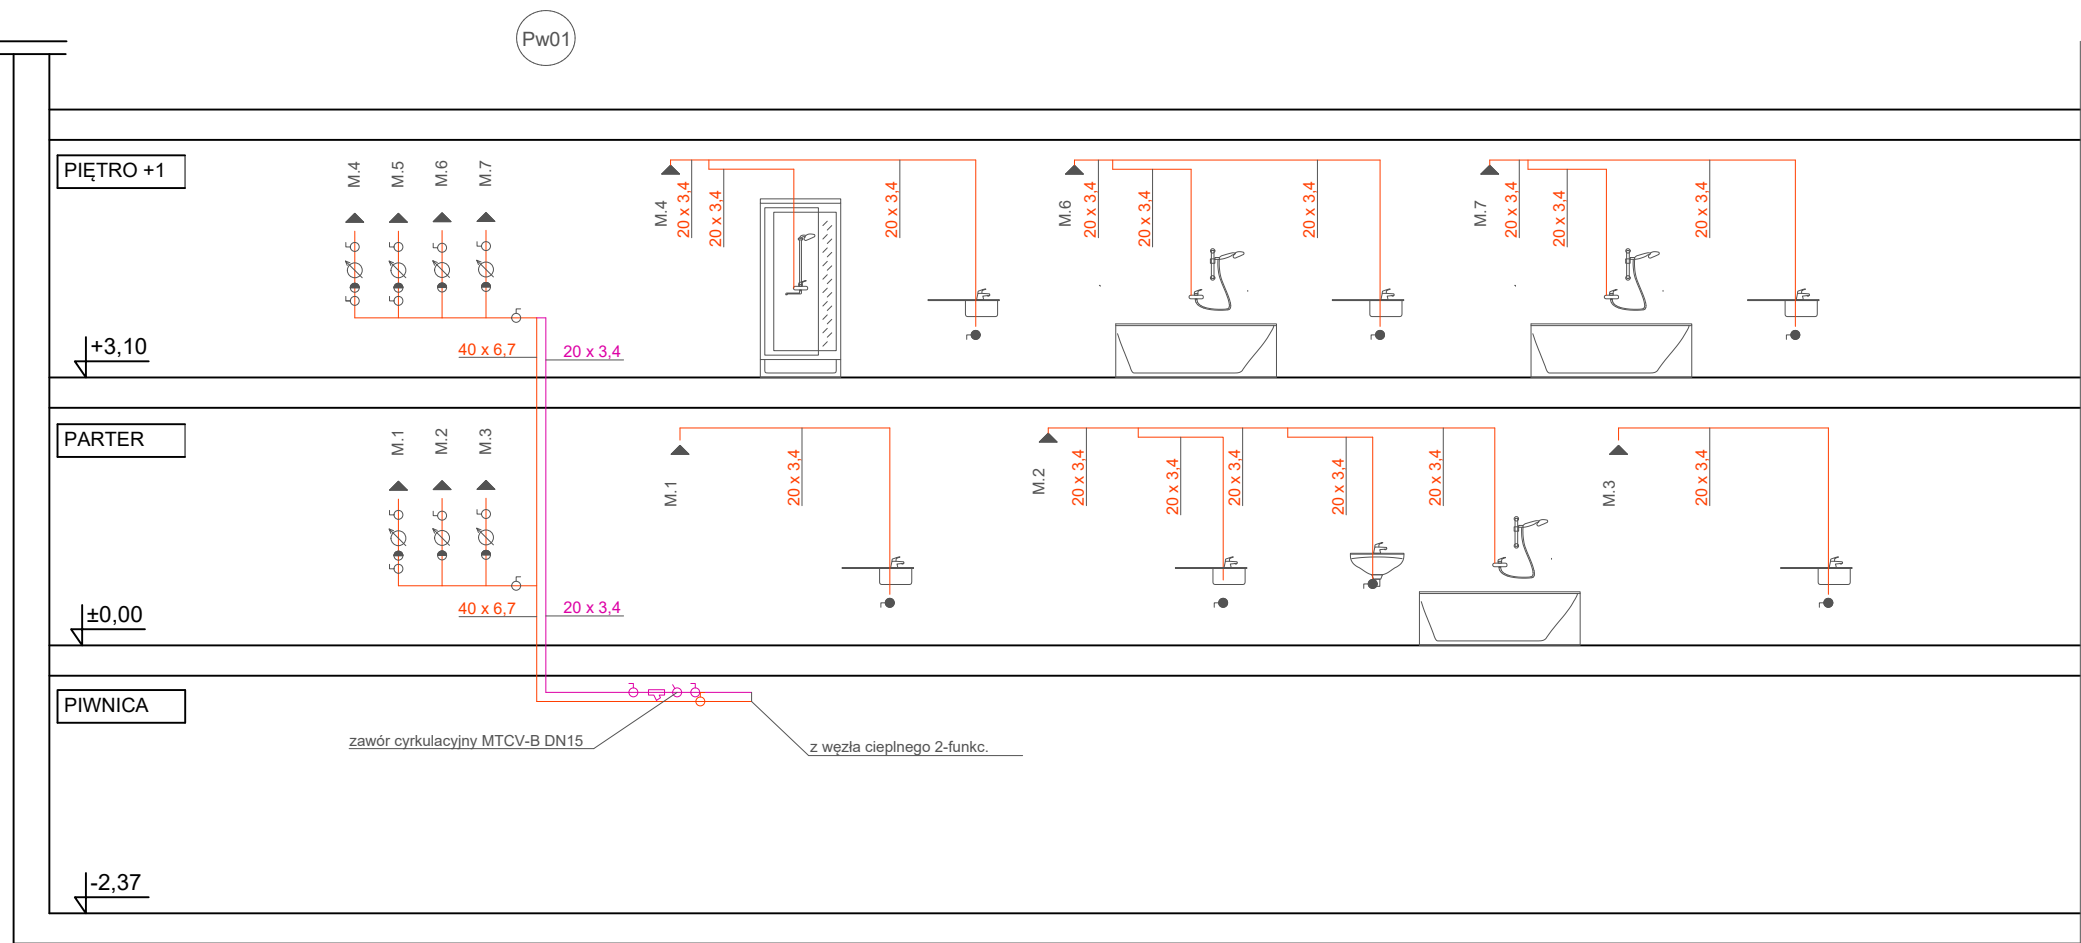 Pw01
PIĘTRO +1
M.4
M.5
M.6
M.7
M.4
20 x 3,4
20 x 3,4
20 x 3,4
M.6
20 x 3,4
20 x 3,4
20 x 3,4
M.7
20 x 3,4
20 x 3,4
20 x 3,4
+3,10
40 x 6,7
20 x 3,4
PARTER
M.1
M.2
M.3
M.1
20 x 3,4
M.2
20 x 3,4
20 x 3,4
20 x 3,4
20 x 3,4
20 x 3,4
M.3
20 x 3,4
±0,00
40 x 6,7
20 x 3,4
PIWNICA
zawór cyrkulacyjny MTCV-B DN15
z węzła cieplnego 2-funkc.
-2,37